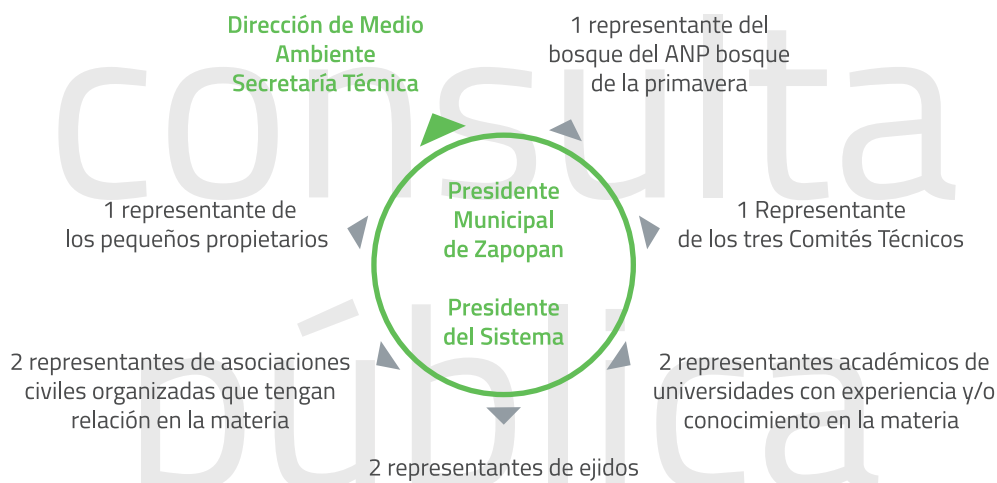 Dirección de Medio
Ambiente
Secretaría Técnica
1 representante del
bosque del ANP bosque
de la primavera
consulta
Presidente
Municipal
de Zapopan
1 representante de
los pequeños propietarios
1 Representante
de los tres Comités Técnicos
Presidente
del Sistema
pública
2 representantes de asociaciones
civiles organizadas que tengan
relación en la materia
2 representantes académicos de
universidades con experiencia y/o
conocimiento en la materia
2 representantes de ejidos